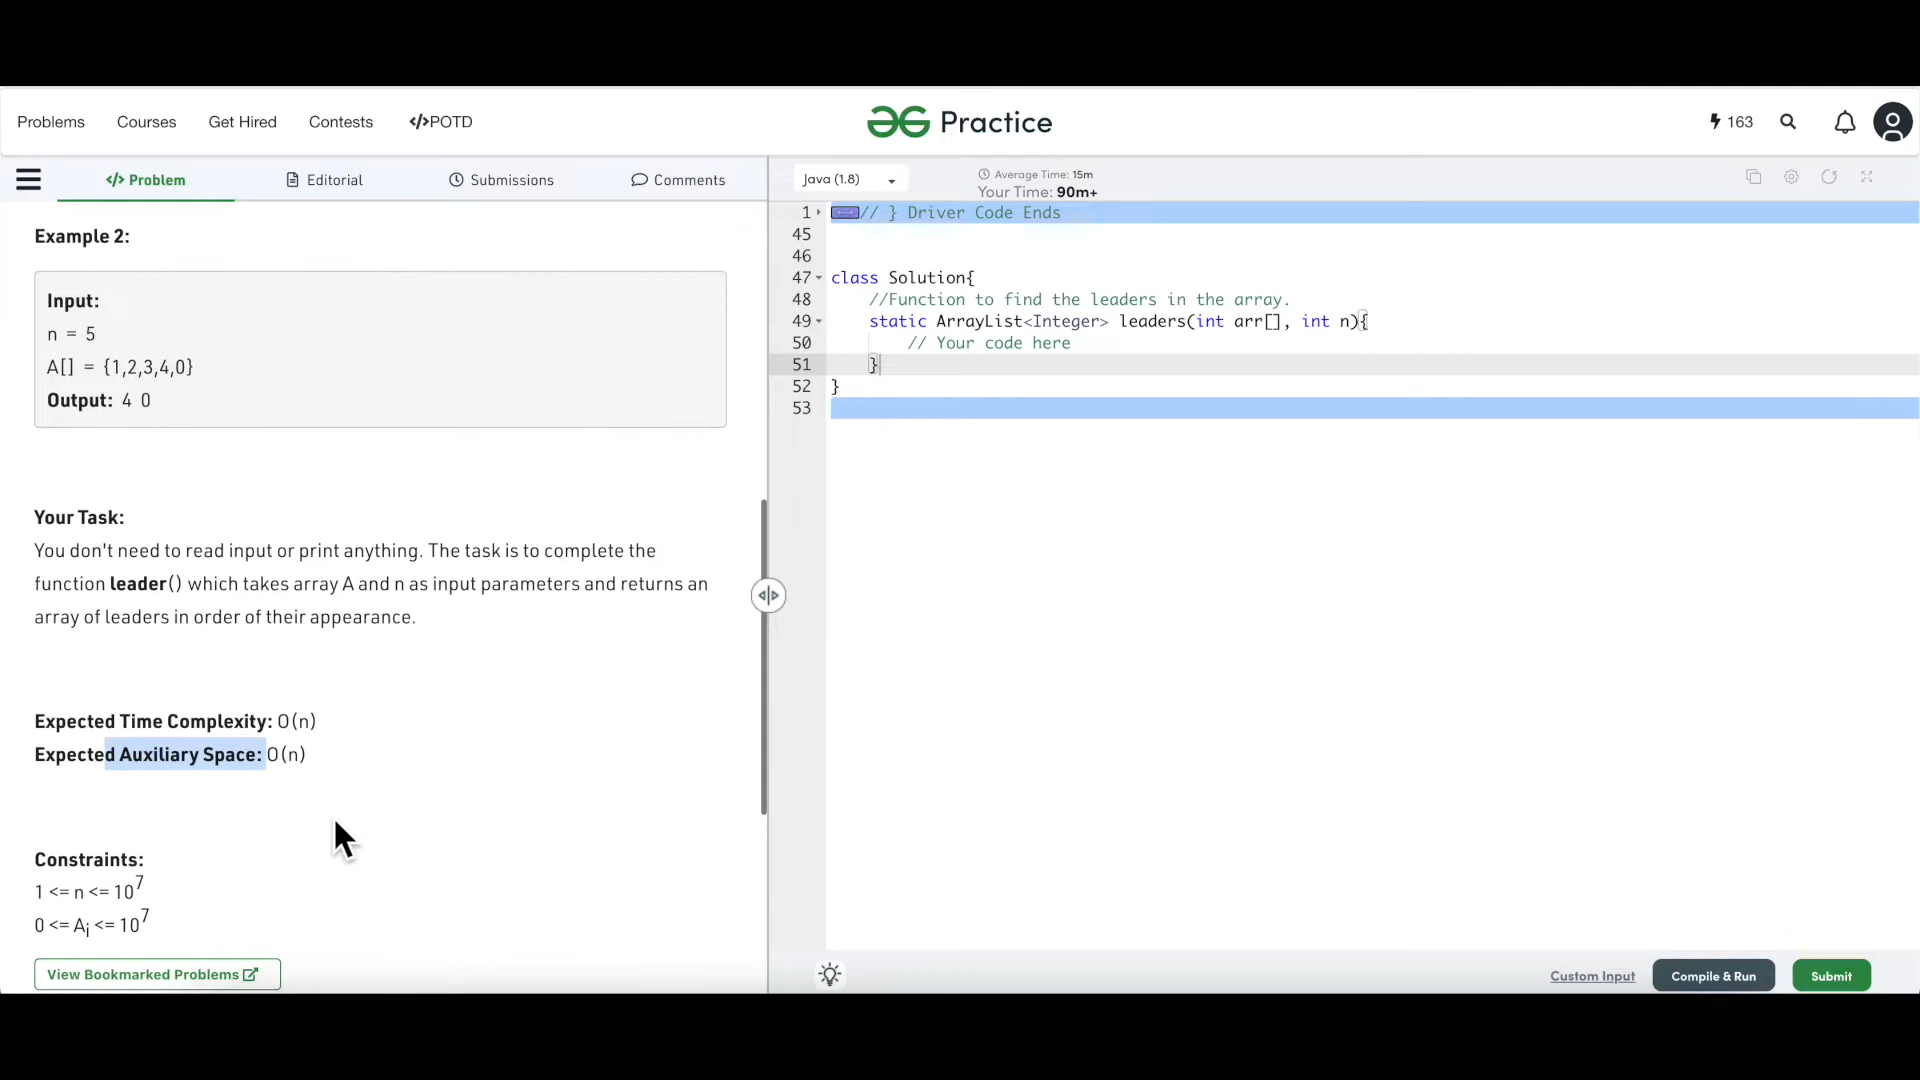 Problems Courses Get Hired Contests </>POTD
Practice
163
</> Problem
Editorial
Submissions
Comments
Java (1.8)
Average Time: 15m
Your Time: 90m+
Example 2:
Input:
n = 5
A[] = {1,2,3,4,0}
Output: 4 0
Your Task:
You don't need to read input or print anything. The task is to complete the
function leader() which takes array A and n as input parameters and returns an
array of leaders in order of their appearance.
Expected Time Complexity: O(n)
Expected Auxiliary Space: O(n)
Constraints:
1 <= n <= 10^7
0 <= A_i <= 10^7
View Bookmarked Problems
1 // } Driver Code Ends
45
46
47 class Solution{
48 //Function to find the leaders in the array.
49 static ArrayList<Integer> leaders(int arr[], int n){
50 // Your code here
51 }
52 }
53
Custom Input
Compile & Run
Submit